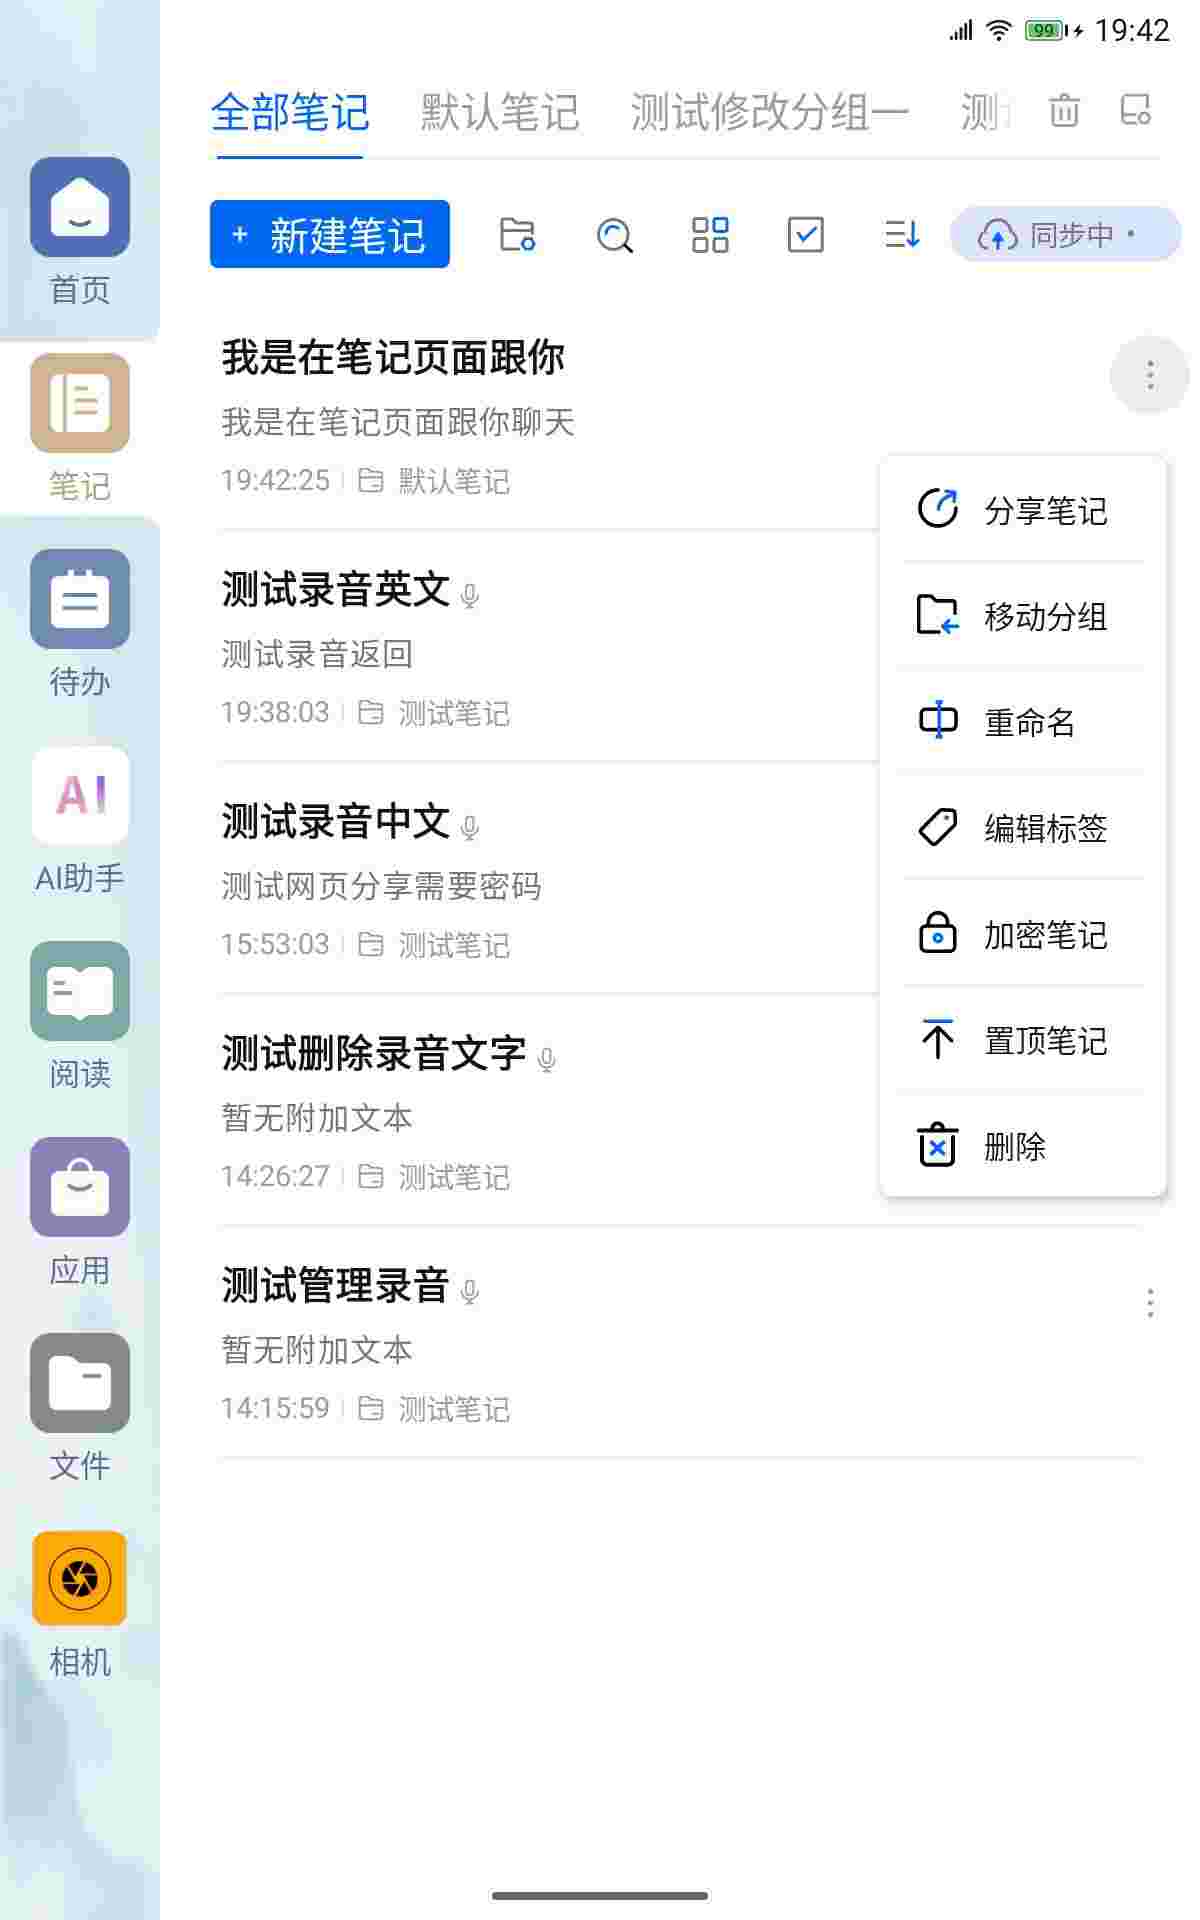 99 19:42
全部笔记 默认笔记 测试修改分组一 测
+ 新建笔记 同步中
首页
笔记
待办
AI
AI助手
阅读
应用
文件
相机
我是在笔记页面跟你
我是在笔记页面跟你聊天
19:42:25 默认笔记
测试录音英文
测试录音返回
19:38:03 测试笔记
测试录音中文
测试网页分享需要密码
15:53:03 测试笔记
测试删除录音文字
暂无附加文本
14:26:27 测试笔记
测试管理录音
暂无附加文本
14:15:59 测试笔记
分享笔记
移动分组
重命名
编辑标签
加密笔记
置顶笔记
删除